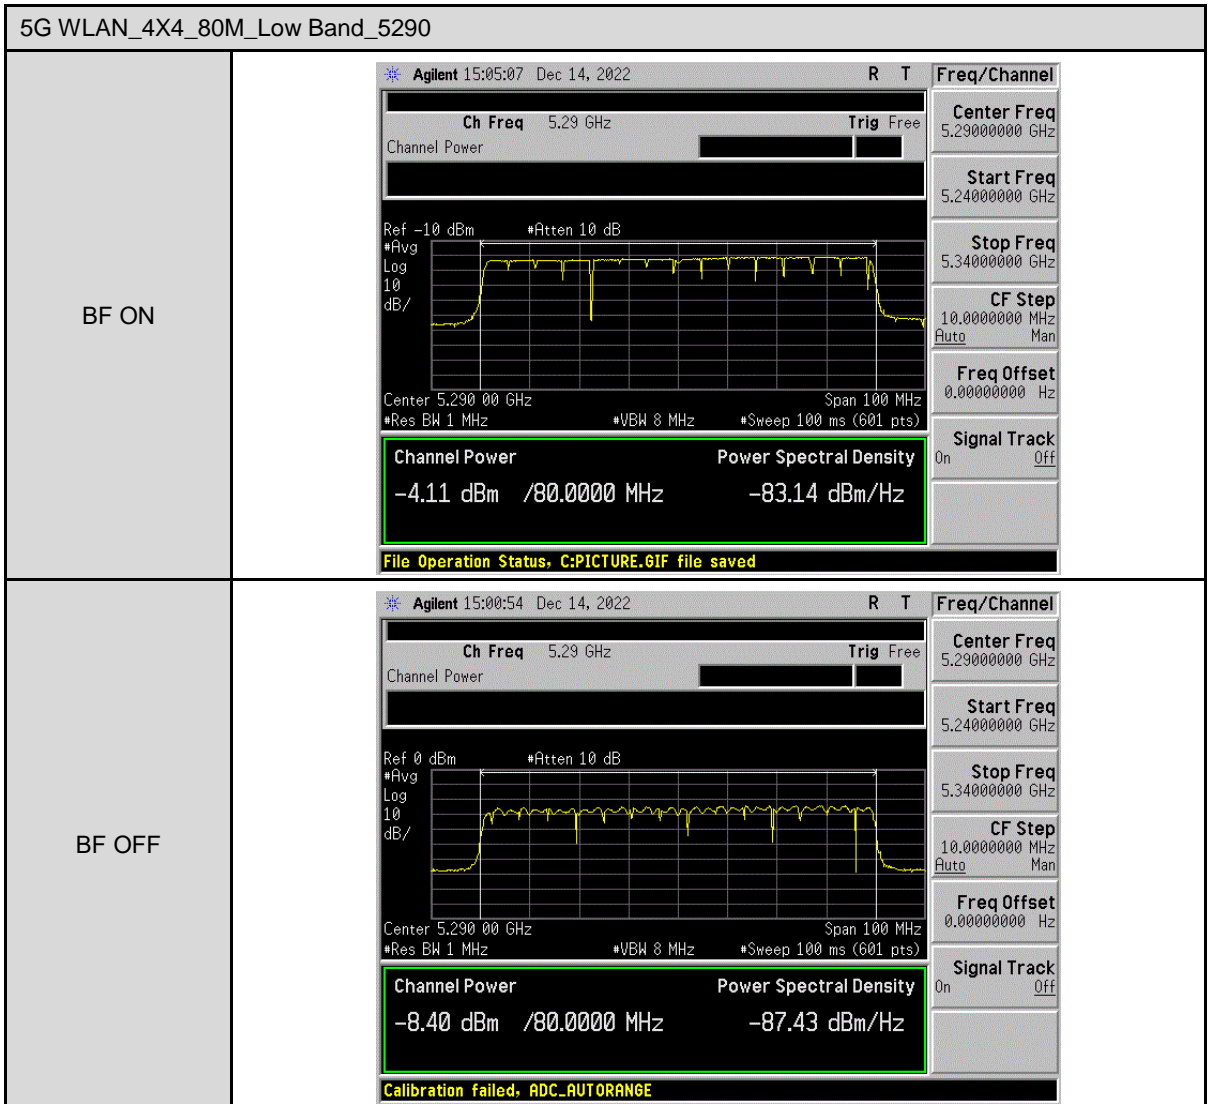 5G WLAN_4X4_80M_Low Band_5290
BF ON
Agilent 15:05:07 Dec 14, 2022 R T
Freq/Channel
Ch Freq 5.29 GHz Trig Free
Channel Power
Center Freq
5.29000000 GHz
Start Freq
5.24000000 GHz
Stop Freq
5.34000000 GHz
CF Step
10.0000000 MHz
Auto Man
Freq Offset
0.00000000 Hz
Signal Track
On Off
Ref -10 dBm #Atten 10 dB
#Avg
Log
10
dB/
Center 5.290 00 GHz Span 100 MHz
#Res BW 1 MHz #VBW 8 MHz #Sweep 100 ms (601 pts)
Channel Power Power Spectral Density
-4.11 dBm /80.0000 MHz -83.14 dBm/Hz
File Operation Status, C:PICTURE.GIF file saved
BF OFF
Agilent 15:00:54 Dec 14, 2022 R T
Freq/Channel
Ch Freq 5.29 GHz Trig Free
Channel Power
Center Freq
5.29000000 GHz
Start Freq
5.24000000 GHz
Stop Freq
5.34000000 GHz
CF Step
10.0000000 MHz
Auto Man
Freq Offset
0.00000000 Hz
Signal Track
On Off
Ref 0 dBm #Atten 10 dB
#Avg
Log
10
dB/
Center 5.290 00 GHz Span 100 MHz
#Res BW 1 MHz #VBW 8 MHz #Sweep 100 ms (601 pts)
Channel Power Power Spectral Density
-8.40 dBm /80.0000 MHz -87.43 dBm/Hz
Calibration failed, ADC_AUTORANGE